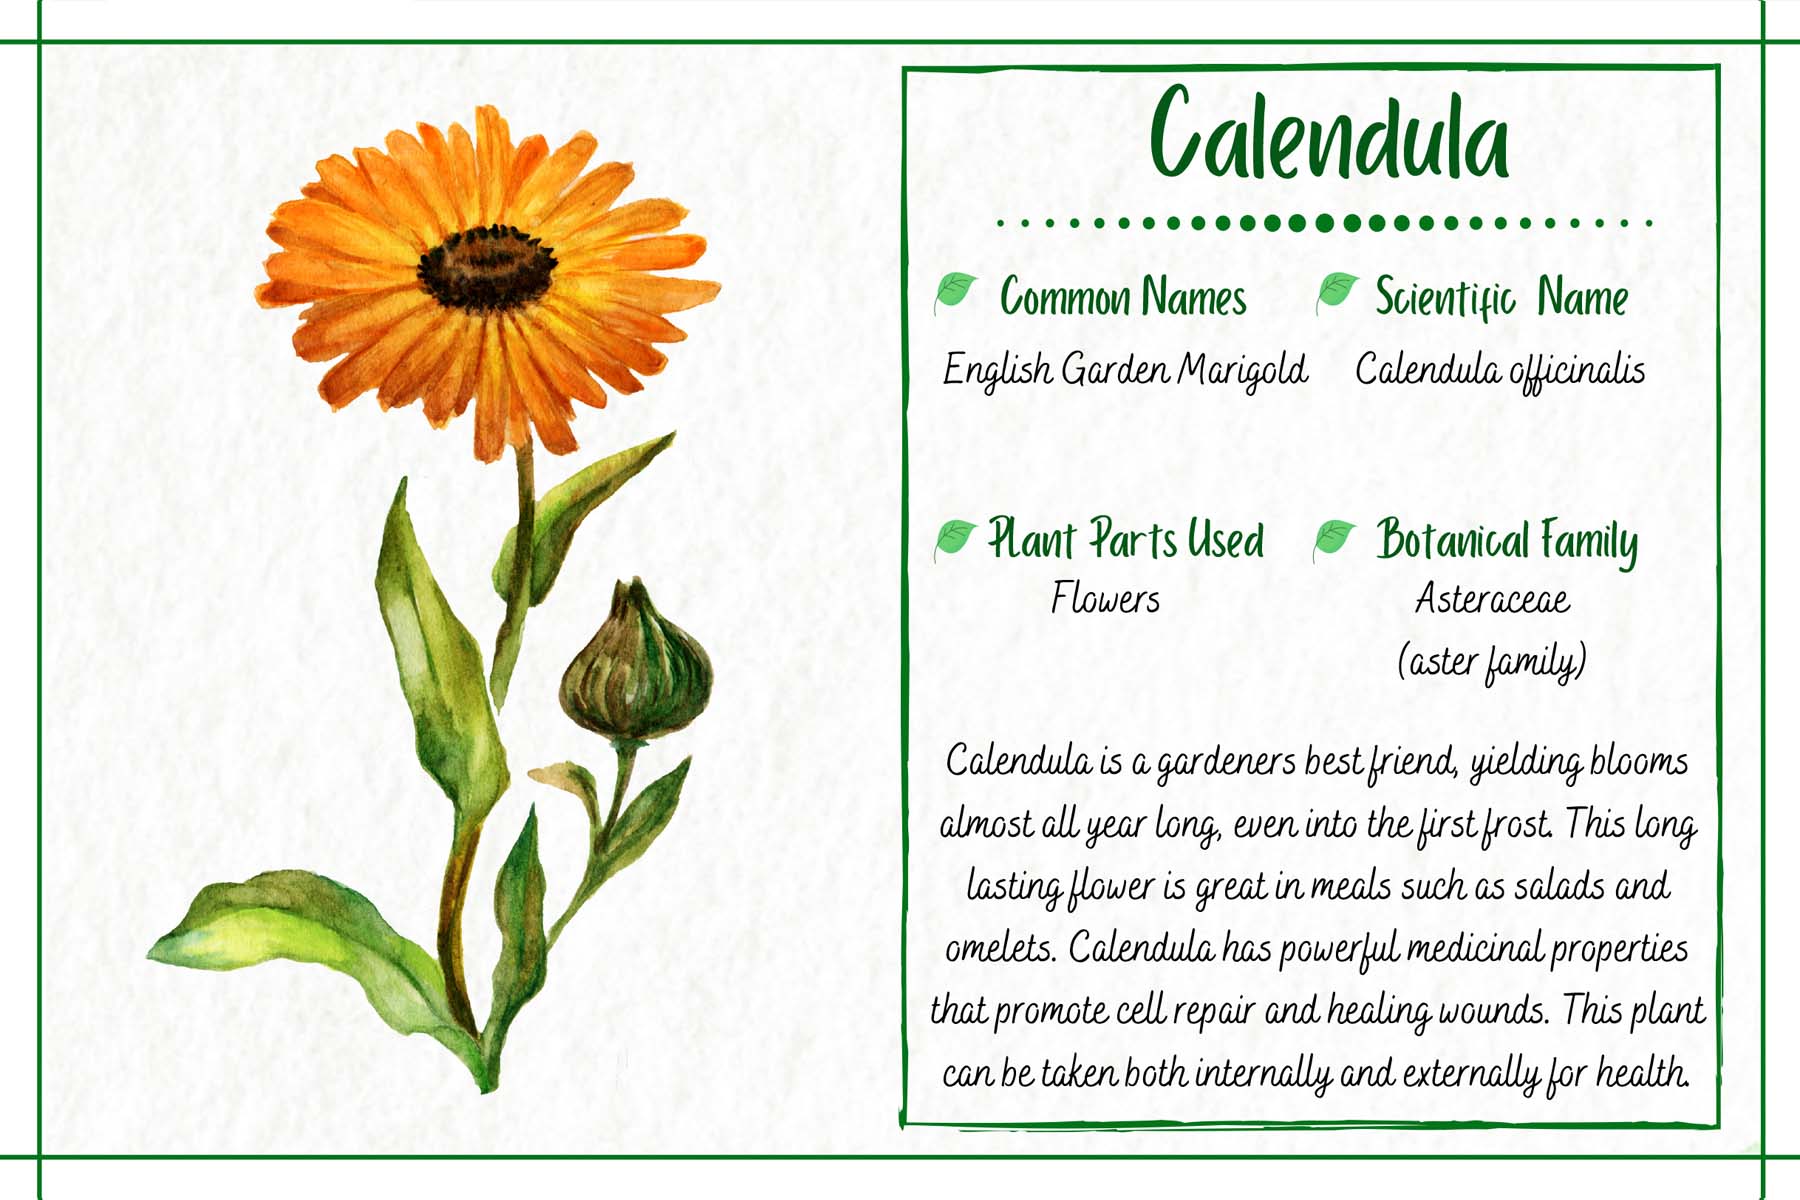 Calendula
Common Names
English Garden Marigold
Scientific Name
Calendula officinalis
Plant Parts Used
Flowers
Botanical Family
Asteraceae
(aster family)
Calendula is a gardeners best friend, yielding blooms
almost all year long, even into the first frost. This long
lasting flower is great in meals such as salads and
omelets. Calendula has powerful medicinal properties
that promote cell repair and healing wounds. This plant
can be taken both internally and externally for health.